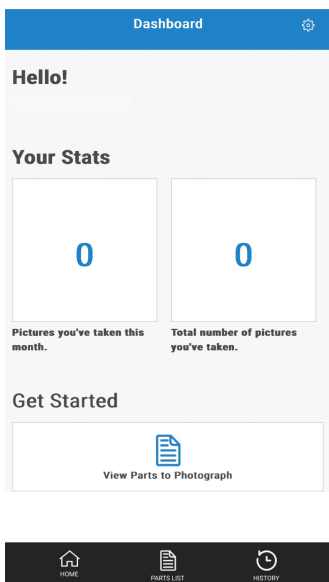 Dashboard
Hello!
Your Stats
0
0
Pictures you've taken this
month.
Total number of pictures
you've taken.
Get Started
View Parts to Photograph
HOME
PARTS LIST
HISTORY